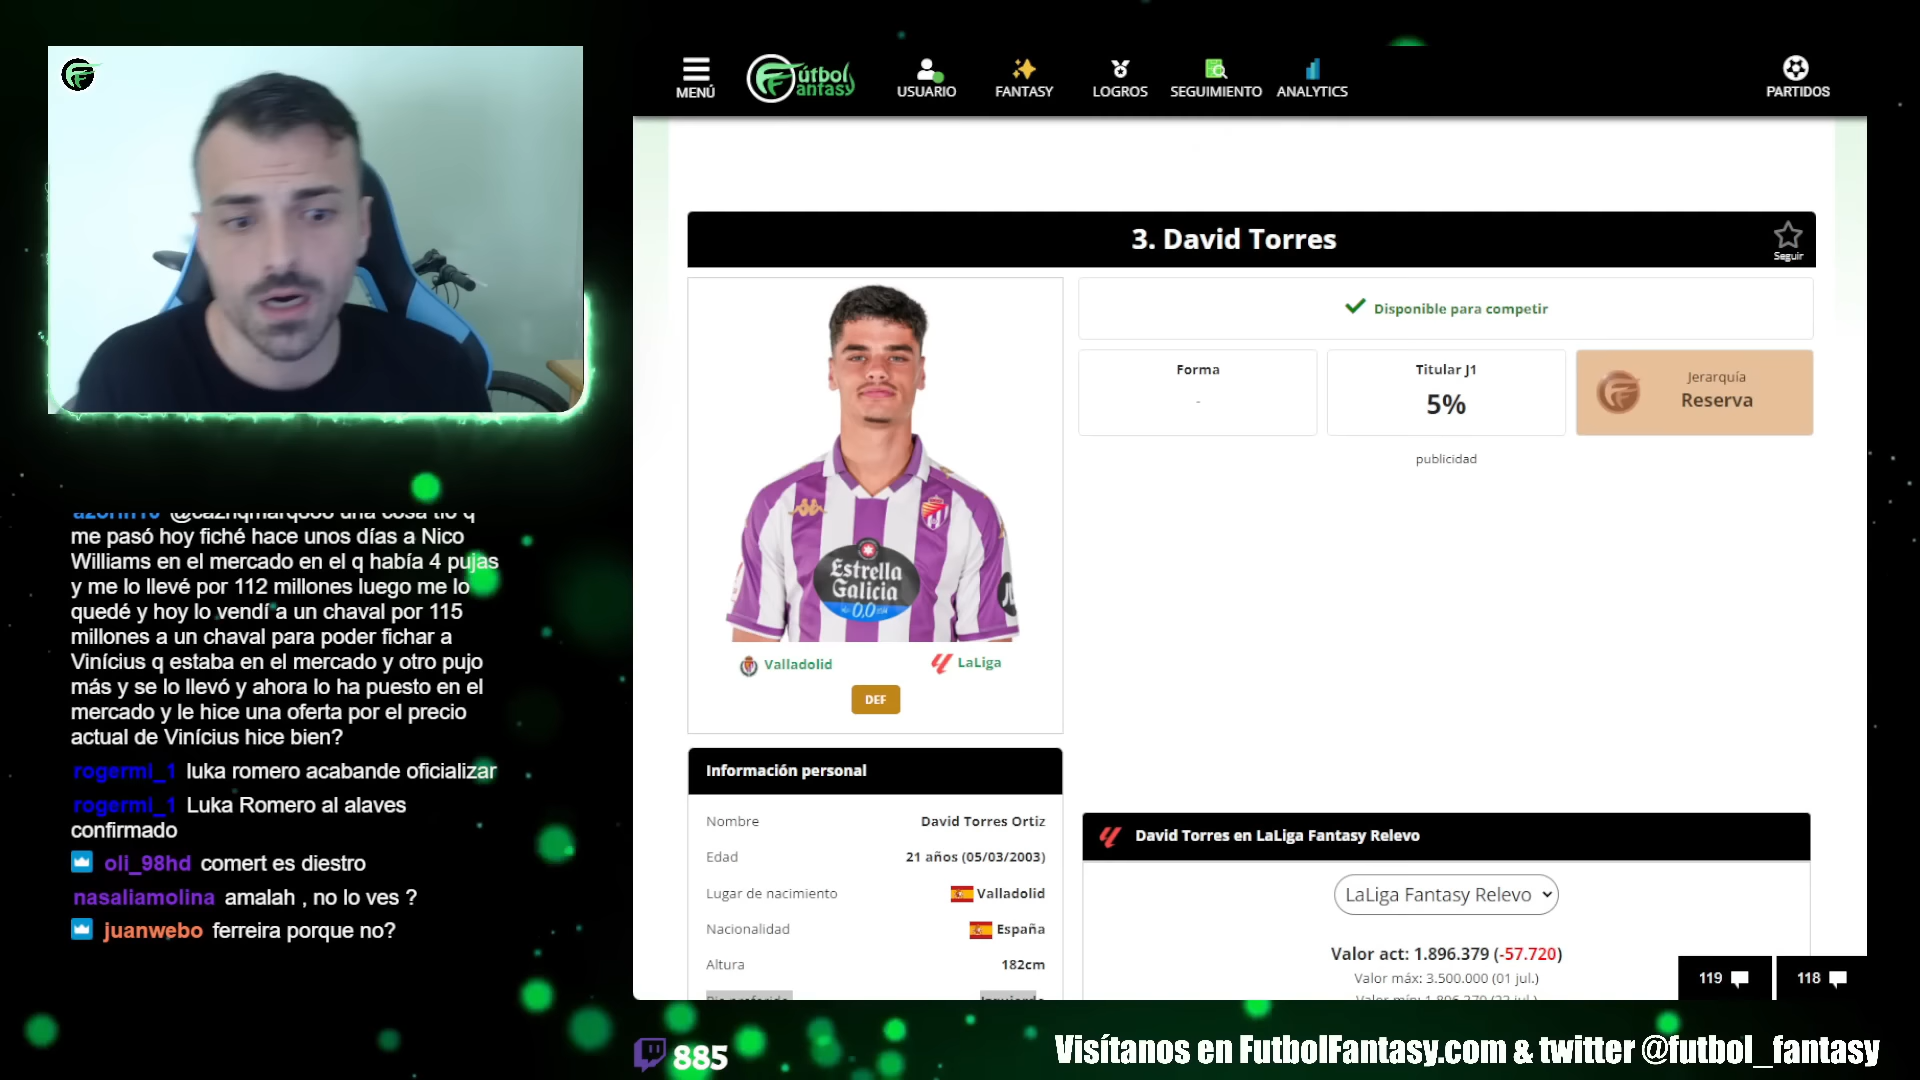 MENÚ
Fútbol Fantasy
USUARIO
FANTASY
LOGROS
SEGUIMIENTO
ANALYTICS
PARTIDOS
3. David Torres
Seguir
Disponible para competir
Forma
-
Titular J1
5%
Jerarquía
Reserva
publicidad
Estrella
Galicia
0,0
Valladolid
LaLiga
DEF
Información personal
Nombre David Torres Ortiz
Edad 21 años (05/03/2003)
Lugar de nacimiento Valladolid
Nacionalidad España
Altura 182cm
David Torres en LaLiga Fantasy Relevo
LaLiga Fantasy Relevo
Valor act: 1.896.379 (-57.720)
Valor máx: 3.500.000 (01 jul.)
119
118
una cosa tio q
me pasó hoy fiché hace unos días a Nico
Williams en el mercado en el q había 4 pujas
y me lo llevé por 112 millones luego me lo
quedé y hoy lo vendí a un chaval por 115
millones a un chaval para poder fichar a
Vinícius q estaba en el mercado y otro pujo
más y se lo llevó y ahora lo ha puesto en el
mercado y le hice una oferta por el precio
actual de Vinícius hice bien?
rogermi_1 luka romero acabande oficializar
rogermi_1 Luka Romero al alaves
confirmado
oli_98hd comert es diestro
nasaliamolina amalah , no lo ves ?
juanwebo ferreira porque no?
885
Visítanos en FutbolFantasy.com & twitter @futbol_fantasy